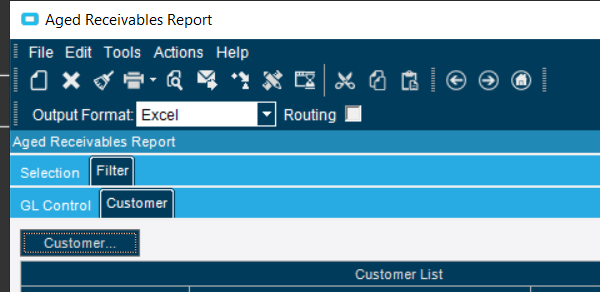 Aged Receivables Report
File Edit Tools Actions Help
Output Format: Excel Routing
Aged Receivables Report
Selection Filter
GL Control Customer
Customer...
Customer List